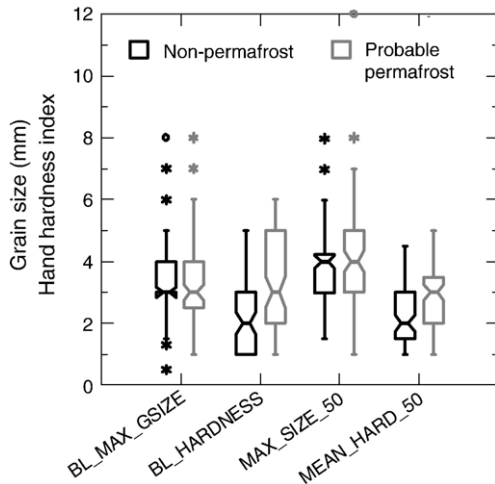 12
10
8
6
4
2
0
Grain size (mm)
Hand hardness index
Non-permafrost
Probable
permafrost
BL_MAX_GSIZE
BL_HARDNESS
MAX_SIZE_50
MEAN_HARD_50